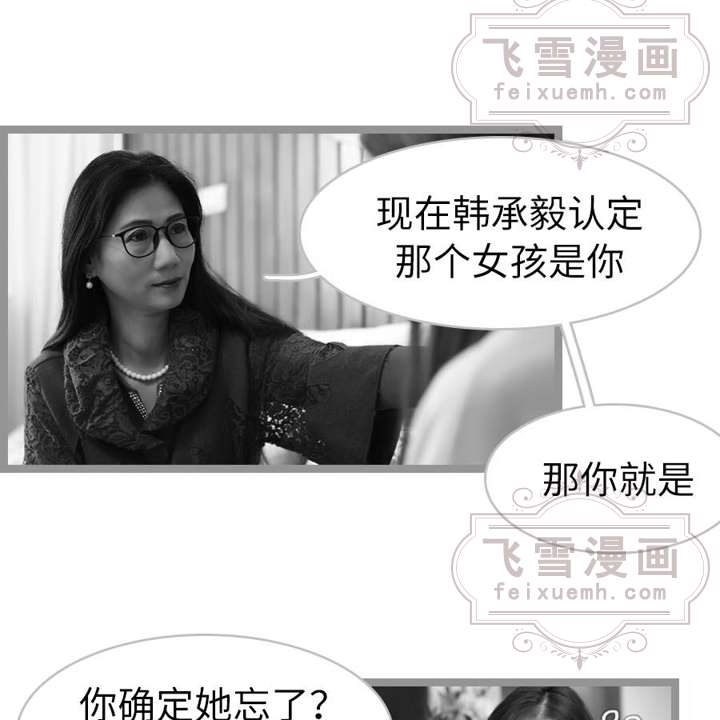 飞雪漫画
feixuemh.com
现在韩承毅认定
那个女孩是你
那你就是
飞雪漫画
feixuemh.com
你确定她忘了？